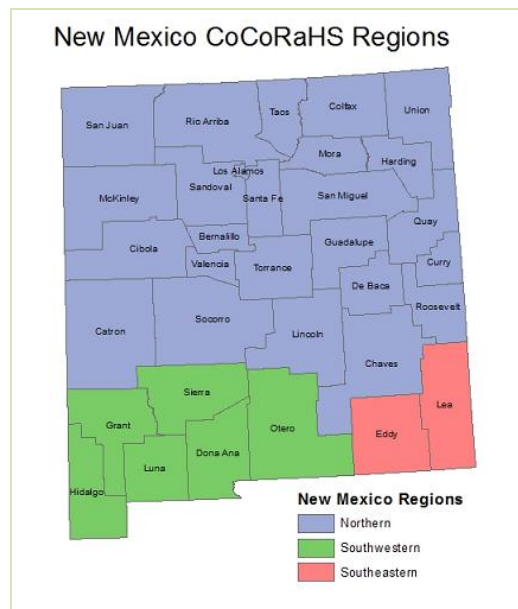 New Mexico CoCoRaHS Regions
San Juan
Rio Arriba
Taos
Colfax
Union
Mora
Harding
Los Alamos
Sandoval
Santa Fe
San Miguel
McKinley
Quay
Bernalillo
Guadalupe
Cibola
Valencia
Torrance
Curry
De Baca
Roosevelt
Socorro
Lincoln
Catron
Chaves
Sierra
Lea
Grant
Otero
Eddy
Dona Ana
Luna
Hidalgo
New Mexico Regions
Northern
Southwestern
Southeastern